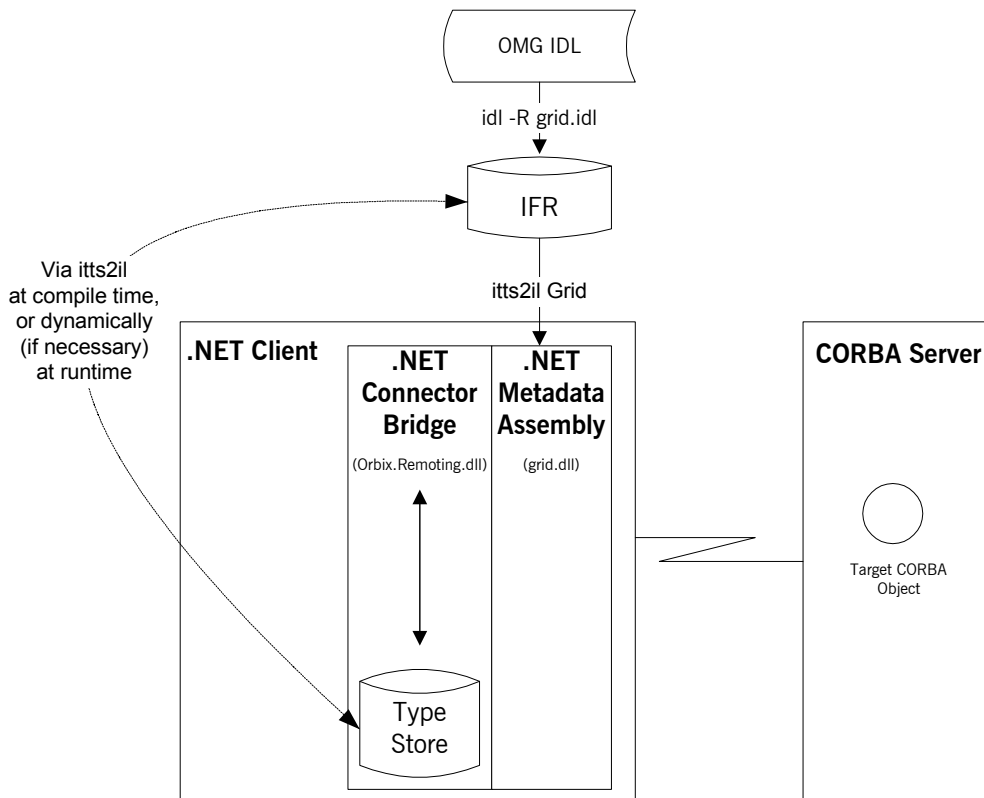 OMG IDL
idl -R grid.idl
IFR
Via itts2il
at compile time,
or dynamically
(if necessary)
at runtime
itts2il Grid
.NET Client
.NET
Connector
Bridge
(Orbix.Remoting.dll)
.NET
Metadata
Assembly
(grid.dll)
CORBA Server
Target CORBA
Object
Type
Store